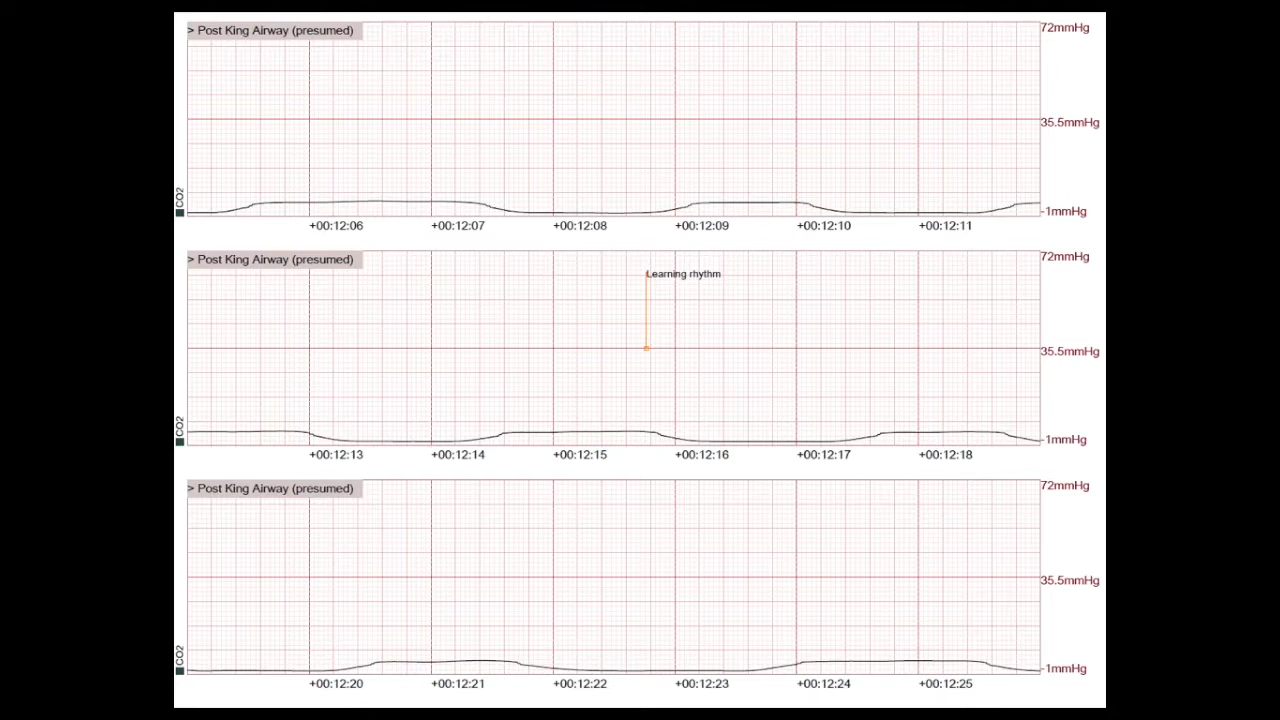 > Post King Airway (presumed)
72mmHg
35.5mmHg
CO2
-1mmHg
+00:12:06 +00:12:07 +00:12:08 +00:12:09 +00:12:10 +00:12:11
> Post King Airway (presumed)
72mmHg
Learning rhythm
35.5mmHg
CO2
-1mmHg
+00:12:13 +00:12:14 +00:12:15 +00:12:16 +00:12:17 +00:12:18
> Post King Airway (presumed)
72mmHg
35.5mmHg
CO2
-1mmHg
+00:12:20 +00:12:21 +00:12:22 +00:12:23 +00:12:24 +00:12:25